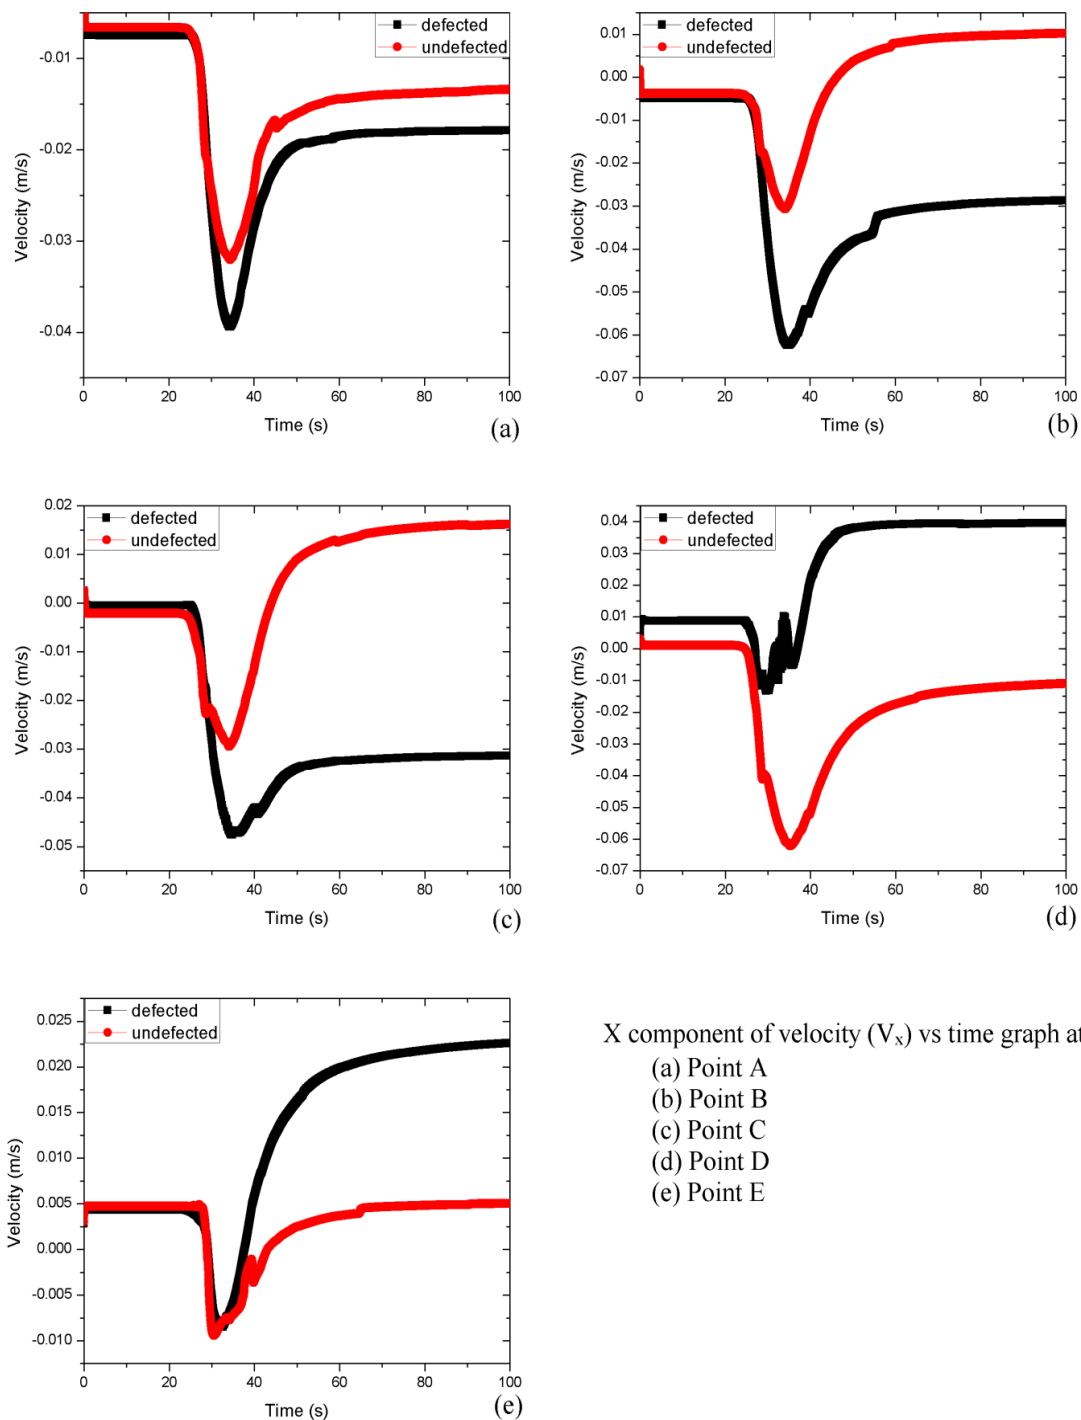 defected
undefected
-0.01
-0.02
-0.03
-0.04
Velocity (m/s)
0 20 40 60 80 100
Time (s)
(a)
defected
undefected
0.01
0.00
-0.01
-0.02
-0.03
-0.04
-0.05
-0.06
-0.07
Velocity (m/s)
0 20 40 60 80 100
Time (s)
(b)
defected
undefected
0.02
0.01
0.00
-0.01
-0.02
-0.03
-0.04
-0.05
Velocity (m/s)
0 20 40 60 80 100
Time (s)
(c)
defected
undefected
0.04
0.03
0.02
0.01
0.00
-0.01
-0.02
-0.03
-0.04
-0.05
-0.06
-0.07
Velocity (m/s)
0 20 40 60 80 100
Time (s)
(d)
defected
undefected
0.025
0.020
0.015
0.010
0.005
0.000
-0.005
-0.010
Velocity (m/s)
0 20 40 60 80 100
Time (s)
(e)
X component of velocity (Vₓ) vs time graph at
(a) Point A
(b) Point B
(c) Point C
(d) Point D
(e) Point E